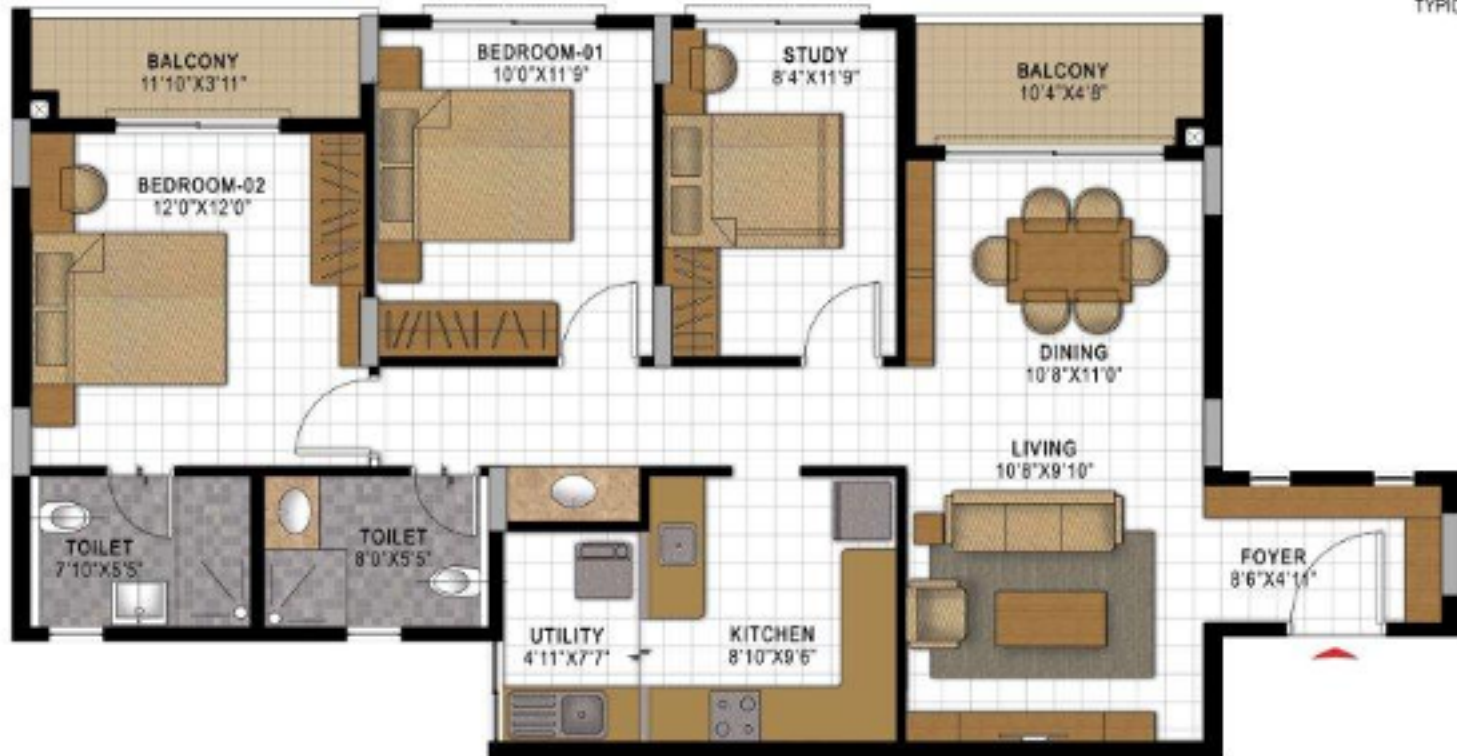 TYPIC
BALCONY
11'10"X3'11"
BEDROOM-01
10'0"X11'9"
STUDY
8'4"X11'9"
BALCONY
10'4"X4'8"
BEDROOM-02
12'0"X12'0"
DINING
10'8"X11'0"
LIVING
10'8"X9'10"
TOILET
7'10"X5'5"
TOILET
8'0"X5'5"
FOYER
8'6"X4'11"
UTILITY
4'11"X7'7"
KITCHEN
8'10"X9'6"